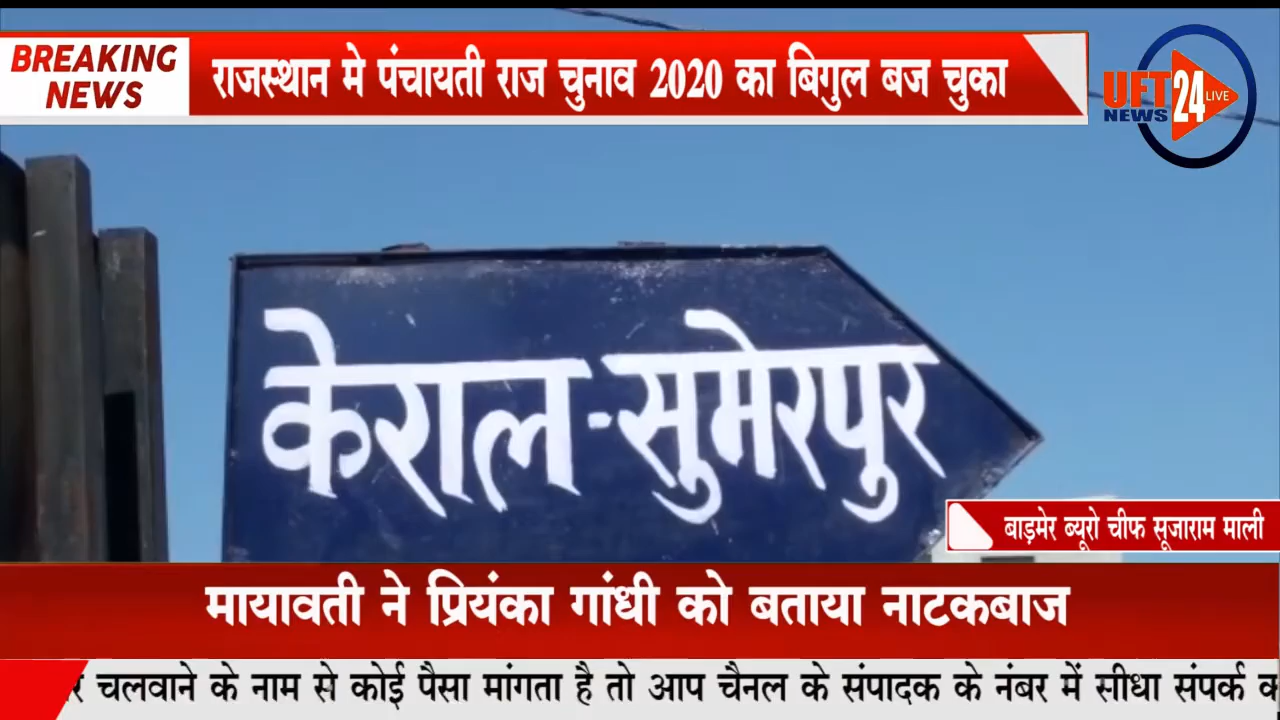 BREAKING
NEWS
राजस्थान मे पंचायती राज चुनाव 2020 का बिगुल बज चुका
UFT
NEWS
24
LIVE
केराल-सुमेरपुर
बाड़मेर ब्यूरो चीफ सूजाराम माली
मायावती ने प्रियंका गांधी को बताया नाटकबाज
चलवाने के नाम से कोई पैसा मांगता है तो आप चैनल के संपादक के नंबर में सीधा संपर्क